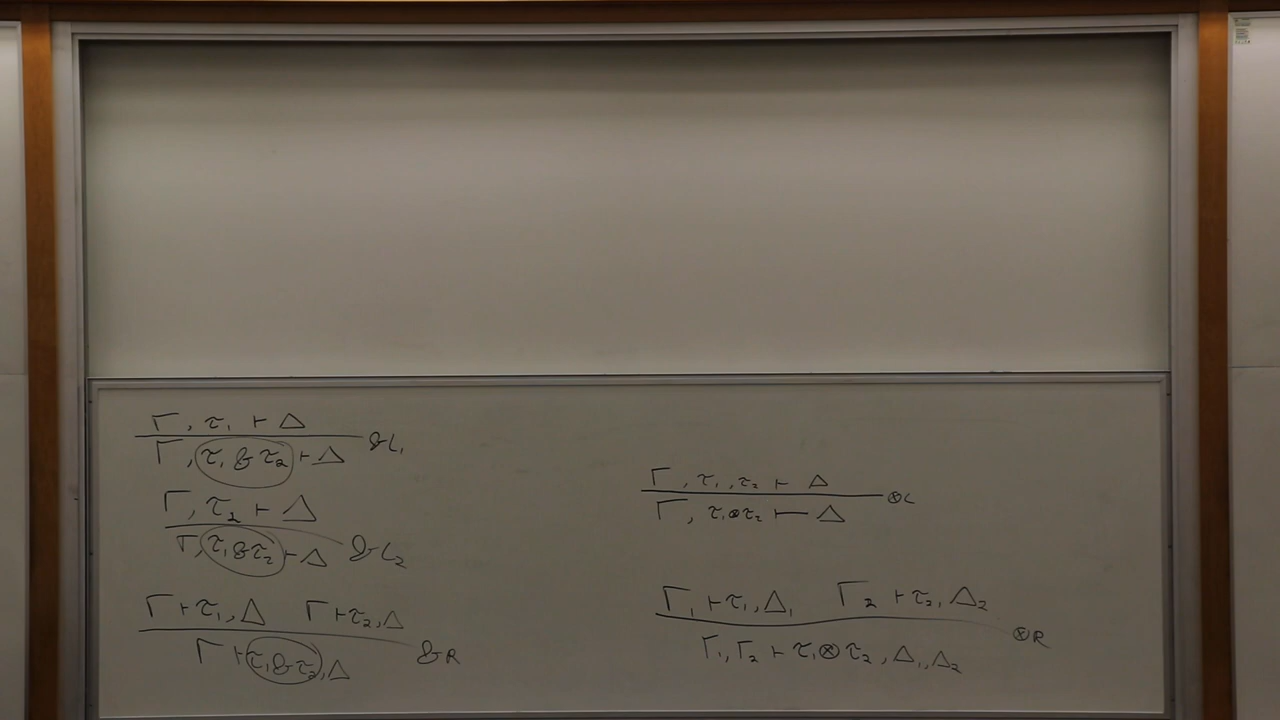 Γ, τ₁ ⊢ Δ
&L₁
Γ, τ₁ & τ₂ ⊢ Δ
Γ, τ₂ ⊢ Δ
&L₂
Γ, τ₁ & τ₂ ⊢ Δ
Γ ⊢ τ₁, Δ Γ ⊢ τ₂, Δ
&R
Γ ⊢ τ₁ & τ₂, Δ
Γ, τ₁, τ₂ ⊢ Δ
⊗L
Γ, τ₁ ⊗ τ₂ ⊢ Δ
Γ₁ ⊢ τ₁, Δ₁ Γ₂ ⊢ τ₂, Δ₂
⊗R
Γ₁, Γ₂ ⊢ τ₁ ⊗ τ₂, Δ₁, Δ₂